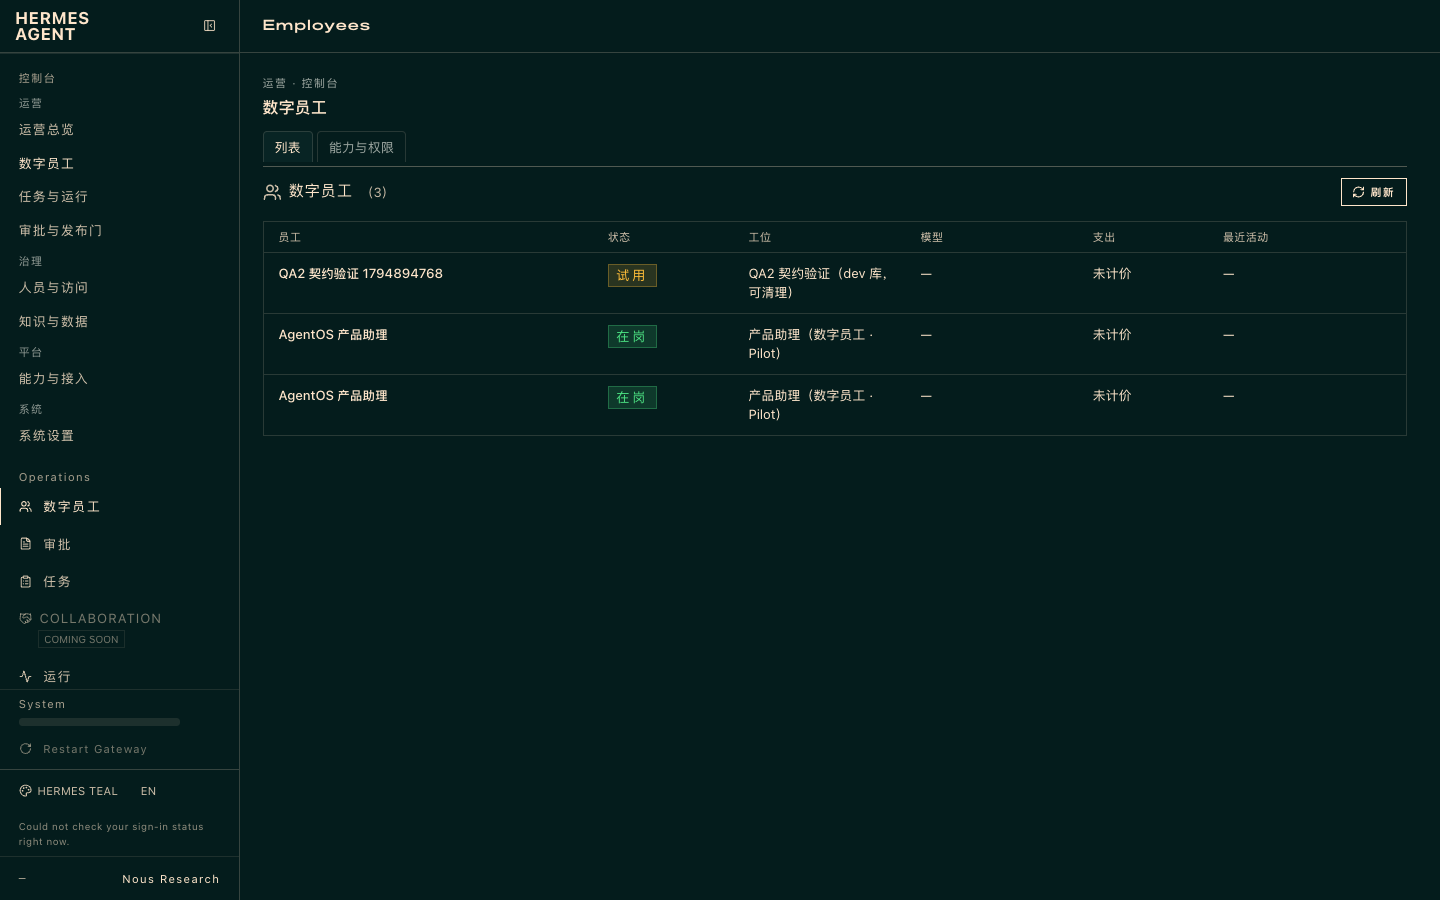 HERMES
AGENT
Employees
控制台
运营
运营总览
数字员工
任务与运行
审批与发布门
治理
人员与访问
知识与数据
平台
能力与接入
系统
系统设置
Operations
数字员工
审批
任务
COLLABORATION
COMING SOON
运行
System
Restart Gateway
HERMES TEAL EN
Could not check your sign-in status
right now.
— Nous Research
运营 · 控制台
数字员工
列表 能力与权限
数字员工 (3)
刷新
员工 状态 工位 模型 支出 最近活动
QA2 契约验证 1794894768 试用 QA2 契约验证（dev 库，
可清理） — 未计价 —
AgentOS 产品助理 在岗 产品助理（数字员工 ·
Pilot） — 未计价 —
AgentOS 产品助理 在岗 产品助理（数字员工 ·
Pilot） — 未计价 —